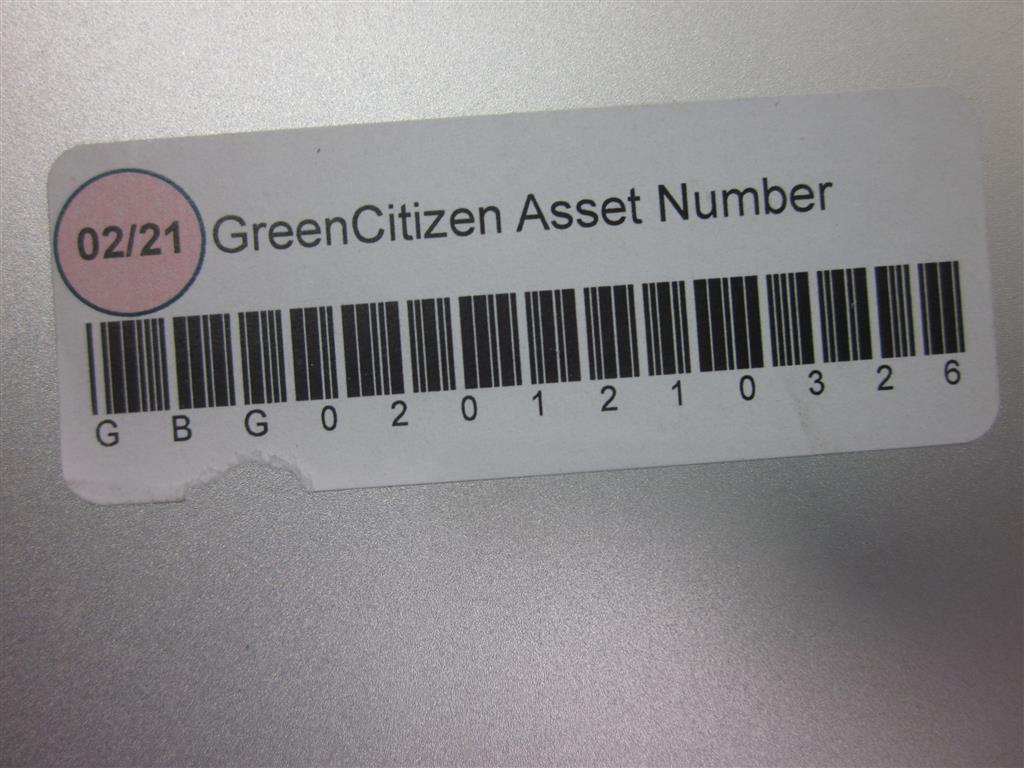 02/21 GreenCitizen Asset Number
G B G 0 2 0 1 2 1 0 3 2 6